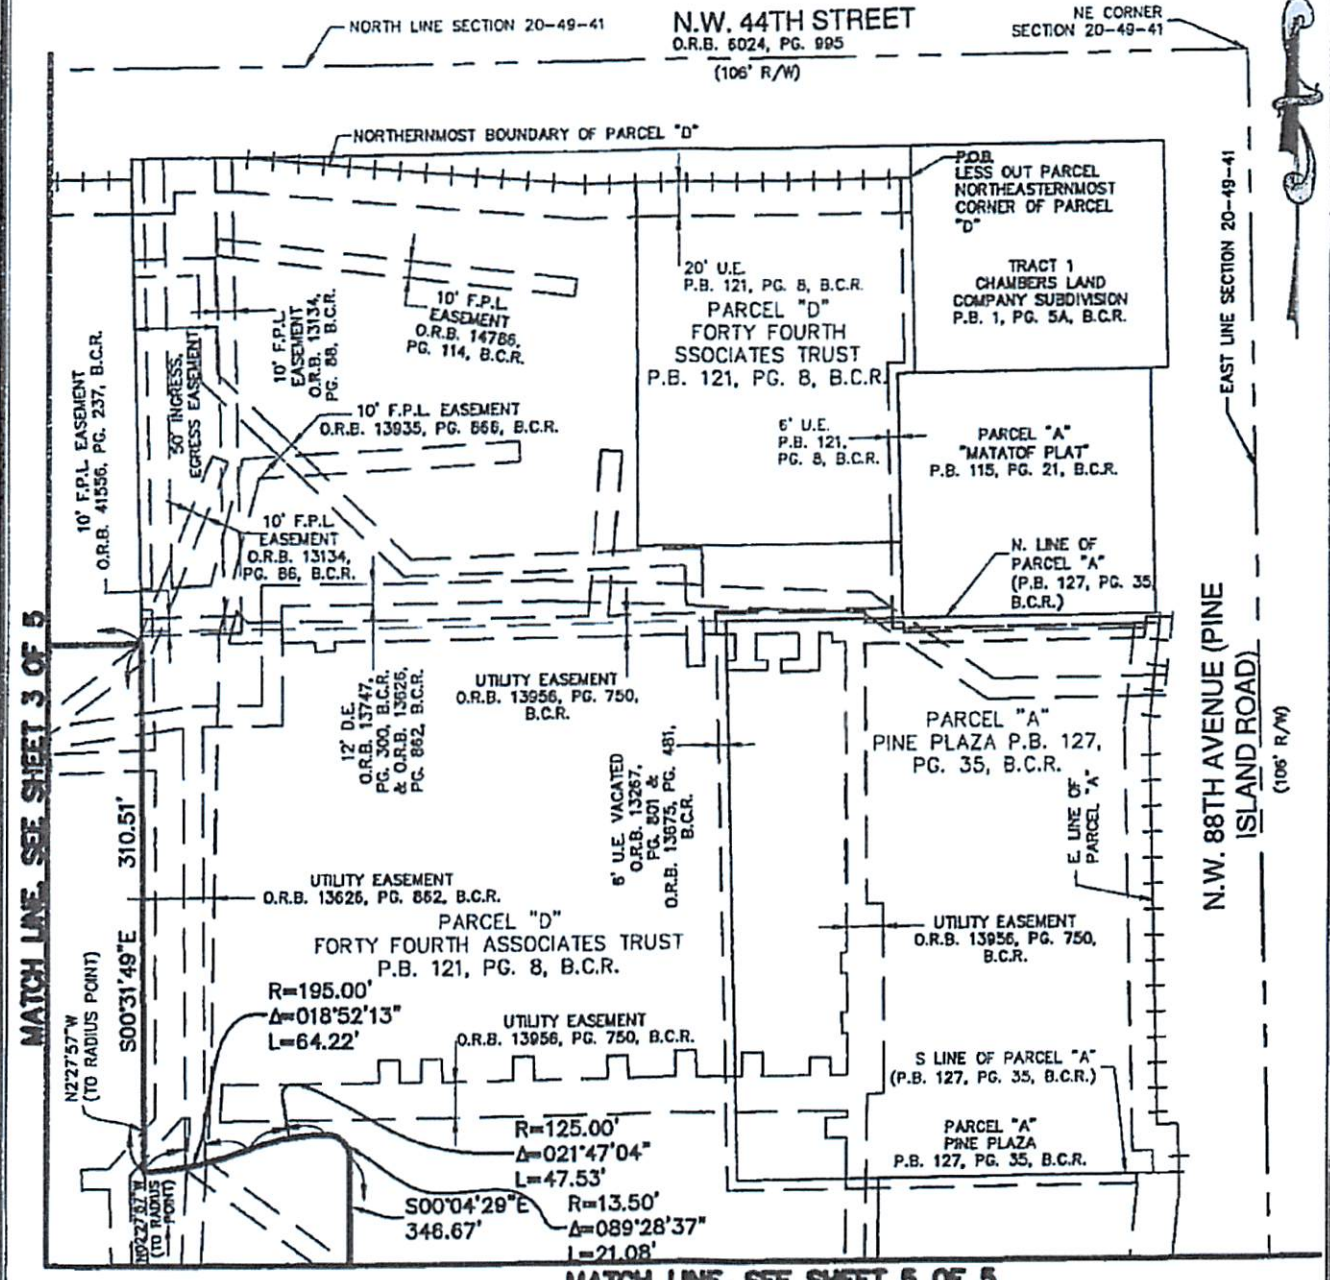 NORTH LINE SECTION 20-49-41
N.W. 44TH STREET
O.R.B. 6024, PG. 995
(106' R/W)
NE CORNER
SECTION 20-49-41
NORTHERNMOST BOUNDARY OF PARCEL "D"
P.O.B.
LESS OUT PARCEL
NORTHEASTERNMOST
CORNER OF PARCEL
"D"
TRACT 1
CHAMBERS LAND
COMPANY SUBDIVISION
P.B. 1, PG. 5A, B.C.R.
EAST LINE SECTION 20-49-41
20' U.E.
P.B. 121, PG. 8, B.C.R.
PARCEL "D"
FORTY FOURTH
SSOCIATES TRUST
P.B. 121, PG. 8, B.C.R.
10' F.P.L.
EASEMENT
O.R.B. 14786,
PG. 114, B.C.R.
10' F.P.L.
EASEMENT
O.R.B. 13134,
PG. 88, B.C.R.
50' INGRESS,
EGRESS EASEMENT
10' F.P.L. EASEMENT
O.R.B. 41556, PG. 237, B.C.R.
10' F.P.L. EASEMENT
O.R.B. 13935, PG. 666, B.C.R.
6' U.E.
P.B. 121,
PG. 8, B.C.R.
PARCEL "A"
"MATATOF PLAT"
P.B. 115, PG. 21, B.C.R.
10' F.P.L.
EASEMENT
O.R.B. 13134,
PG. 86, B.C.R.
N. LINE OF
PARCEL "A"
(P.B. 127, PG. 35,
B.C.R.)
MATCH LINE, SEE SHEET 3 OF 5
UTILITY EASEMENT
O.R.B. 13956, PG. 750,
B.C.R.
12' D.E.
O.R.B. 13747,
PG. 300, B.C.R.
& O.R.B. 13626,
PG. 862, B.C.R.
6' U.E. VACATED
O.R.B. 13267,
PG. 801 &
O.R.B. 13675, PG. 481,
B.C.R.
PARCEL "A"
PINE PLAZA P.B. 127,
PG. 35, B.C.R.
E. LINE OF
PARCEL "A"
N.W. 88TH AVENUE (PINE
ISLAND ROAD)
(106' R/W)
S00°31'49"E 310.51'
UTILITY EASEMENT
O.R.B. 13626, PG. 862, B.C.R.
PARCEL "D"
FORTY FOURTH ASSOCIATES TRUST
P.B. 121, PG. 8, B.C.R.
UTILITY EASEMENT
O.R.B. 13956, PG. 750,
B.C.R.
N2°27'57"W
(TO RADIUS POINT)
R=195.00'
Δ=018°52'13"
L=64.22'
UTILITY EASEMENT
O.R.B. 13956, PG. 750, B.C.R.
S LINE OF PARCEL "A"
(P.B. 127, PG. 35, B.C.R.)
R=125.00'
Δ=021°47'04"
L=47.53'
PARCEL "A"
PINE PLAZA
P.B. 127, PG. 35, B.C.R.
N02°27'57"W
(TO RADIUS
POINT)
S00°04'29"E
346.67'
R=13.50'
Δ=089°28'37"
L=21.08'
MATCH LINE, SEE SHEET 5 OF 5